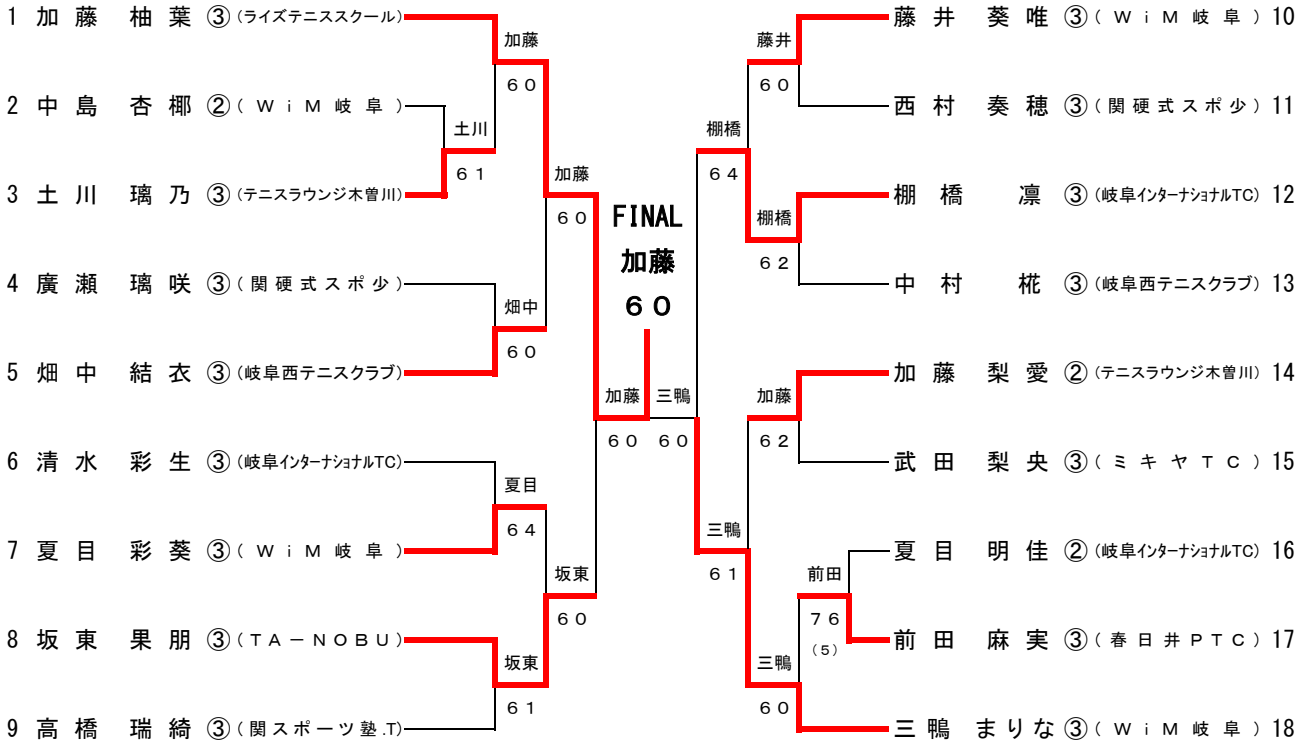 1 加藤 柚葉 ③ (ライズテニススクール)
2 中島 杏椰 ② (WiM岐阜)
3 土川 璃乃 ③ (テニスラウンジ木曽川)
4 廣瀬 璃咲 ③ (関硬式スポ少)
5 畑中 結衣 ③ (岐阜西テニスクラブ)
6 清水 彩生 ③ (岐阜インターナショナルTC)
7 夏目 彩葵 ③ (WiM岐阜)
8 坂東 果朋 ③ (TA-NOBU)
9 高橋 瑞綺 ③ (関スポーツ塾.T)
土川
61
加藤
60
畑中
60
夏目
64
坂東
61
加藤
60
坂東
60
加藤
60
FINAL
加藤
60
三鴨
60
棚橋
64
三鴨
61
藤井
60
棚橋
62
加藤
62
三鴨
60
前田
76
(5)
藤井 葵唯 ③ (WiM岐阜) 10
西村 奏穂 ③ (関硬式スポ少) 11
棚橋 凛 ③ (岐阜インターナショナルTC) 12
中村 椛 ③ (岐阜西テニスクラブ) 13
加藤 梨愛 ② (テニスラウンジ木曽川) 14
武田 梨央 ③ (ミキヤTC) 15
夏目 明佳 ② (岐阜インターナショナルTC) 16
前田 麻実 ③ (春日井PTC) 17
三鴨 まりな ③ (WiM岐阜) 18